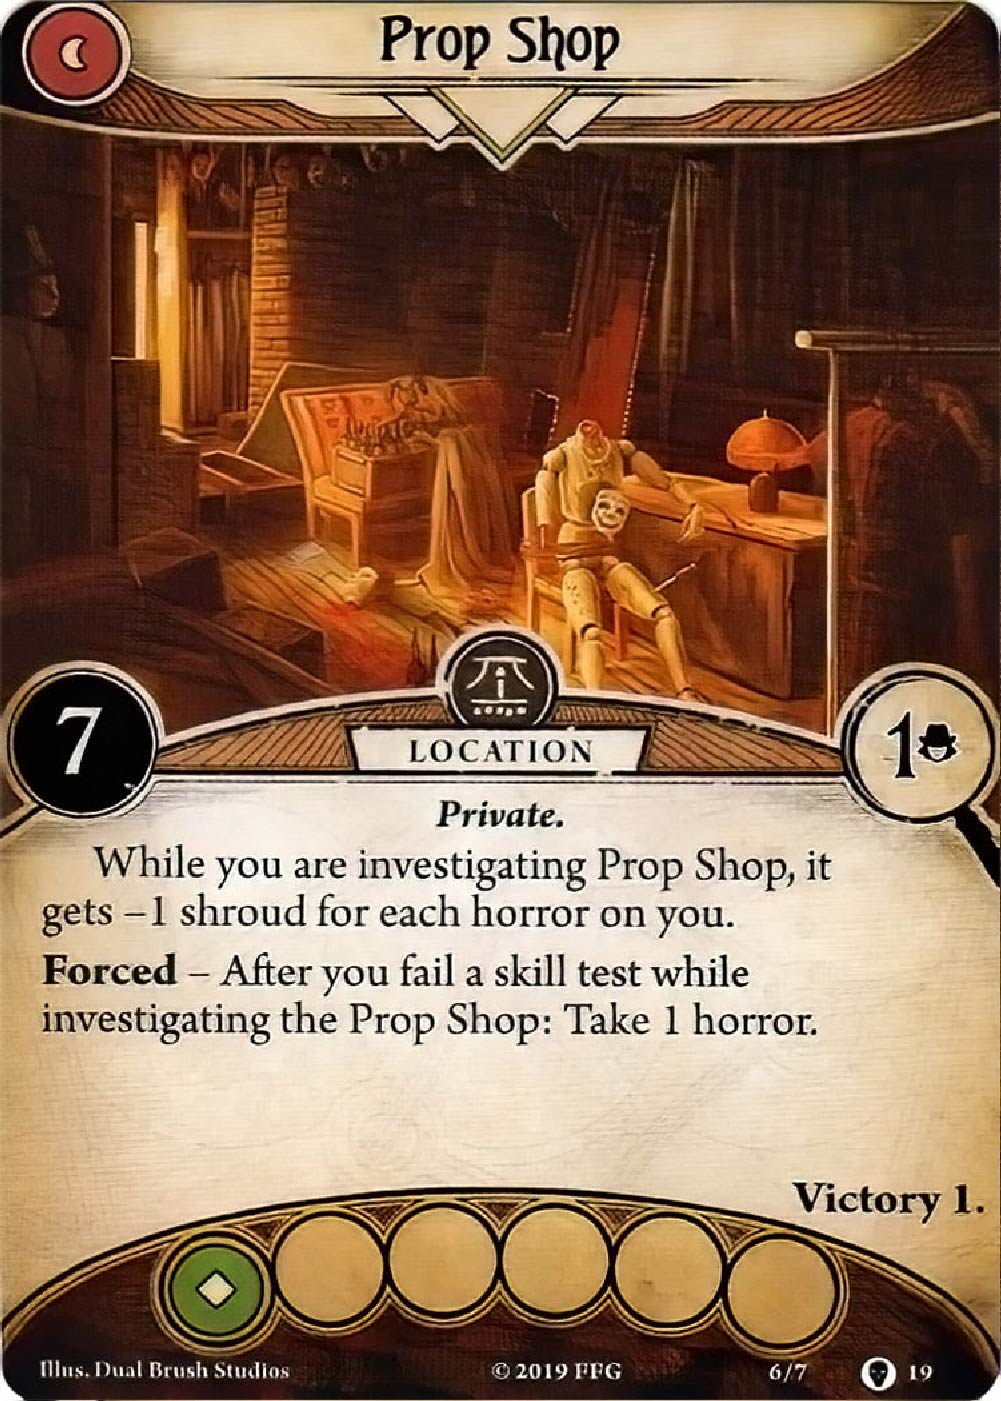 Prop Shop
7
LOCATION
1
Private.
While you are investigating Prop Shop, it
gets –1 shroud for each horror on you.
Forced – After you fail a skill test while
investigating the Prop Shop: Take 1 horror.
Victory 1.
Illus. Dual Brush Studios
© 2019 FFG
6/7
19